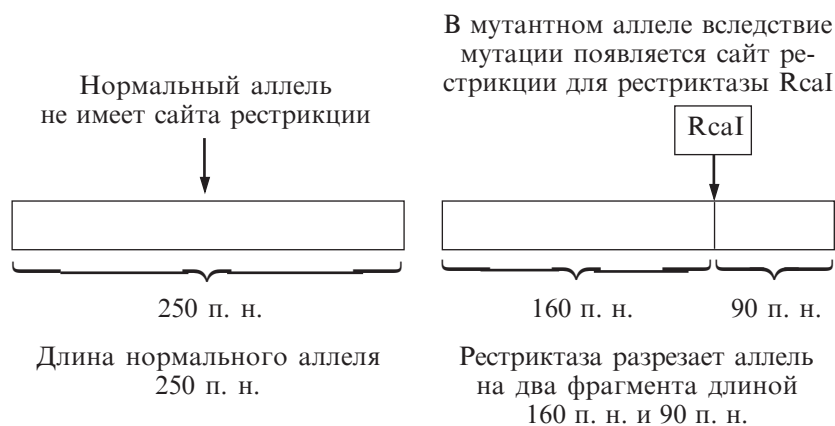 Нормальный аллель
не имеет сайта рестрикции
250 п. н.
Длина нормального аллеля
250 п. н.
В мутантном аллеле вследствие
мутации появляется сайт ре-
стрикции для рестриктазы RcaI
RcaI
160 п. н.
90 п. н.
Рестриктаза разрезает аллель
на два фрагмента длиной
160 п. н. и 90 п. н.